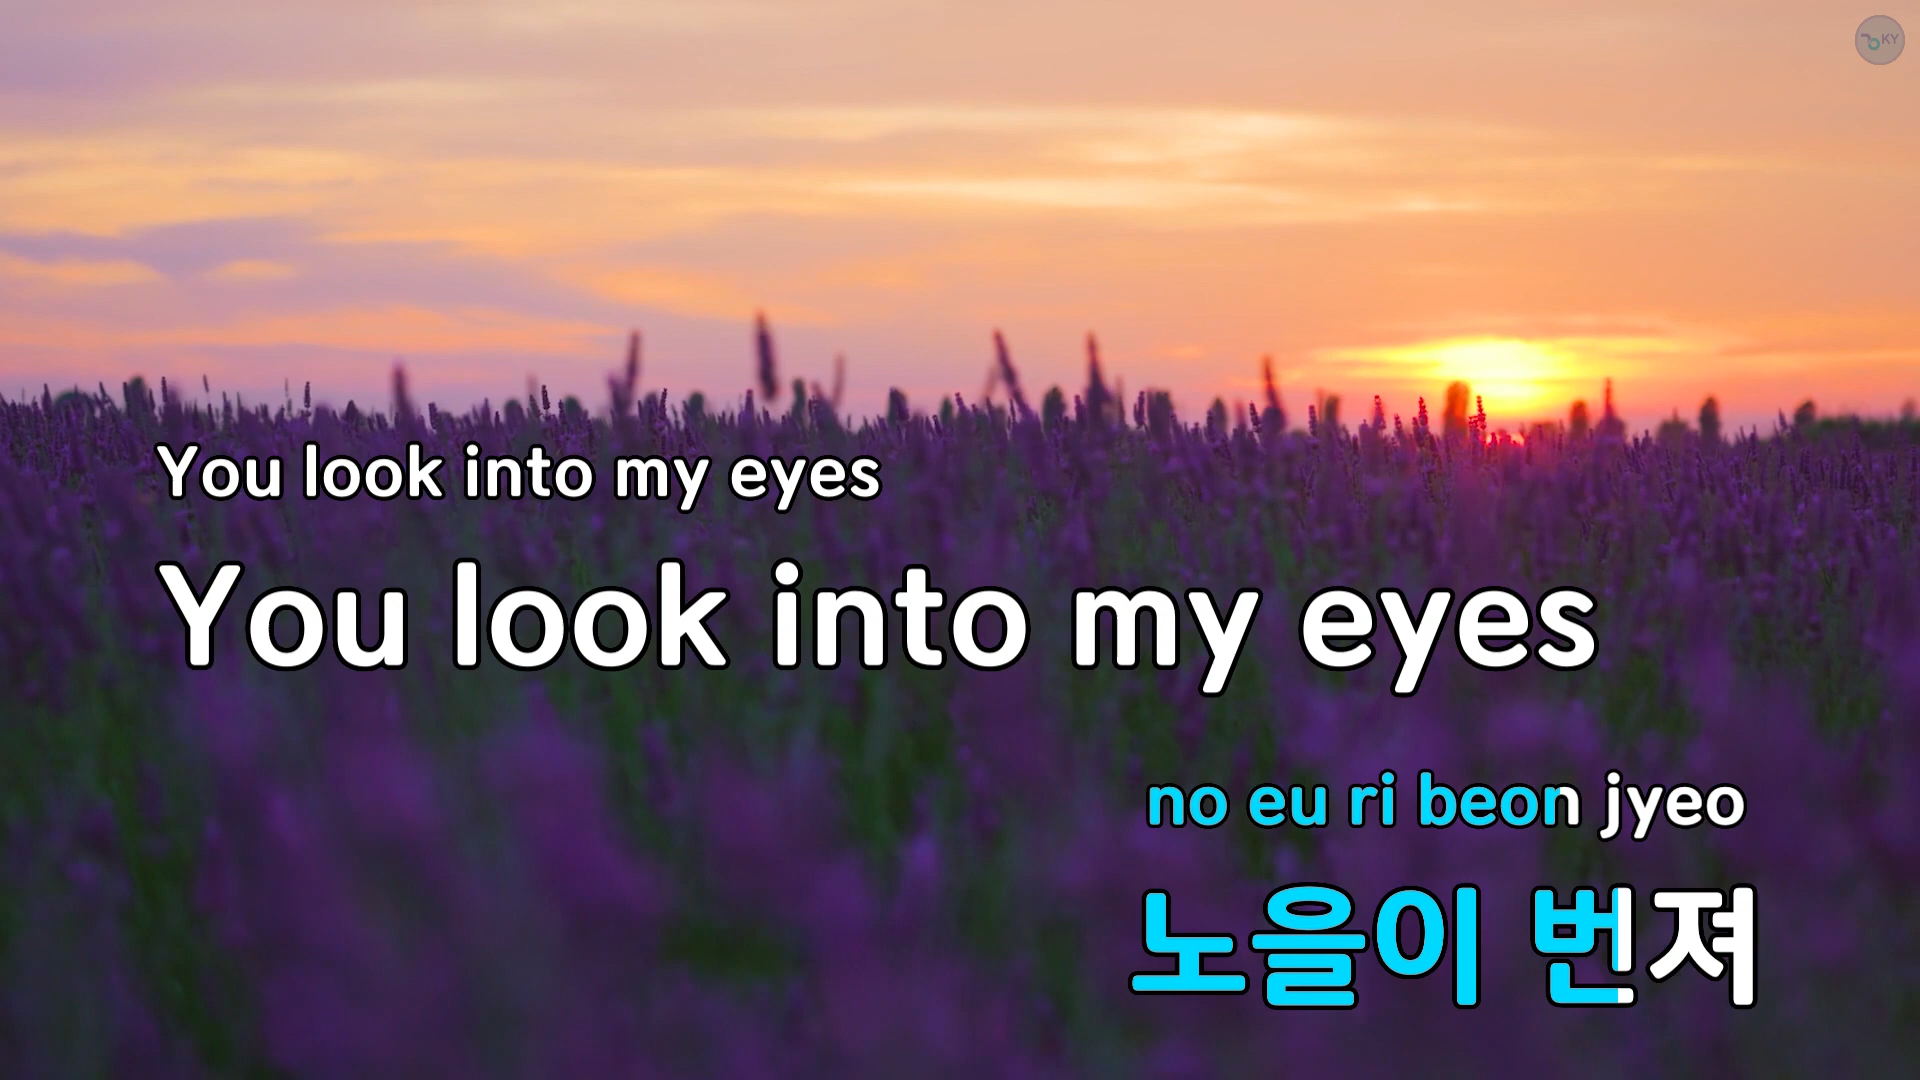 KY
You look into my eyes
You look into my eyes
no eu ri beon jyeo
노을이 번져